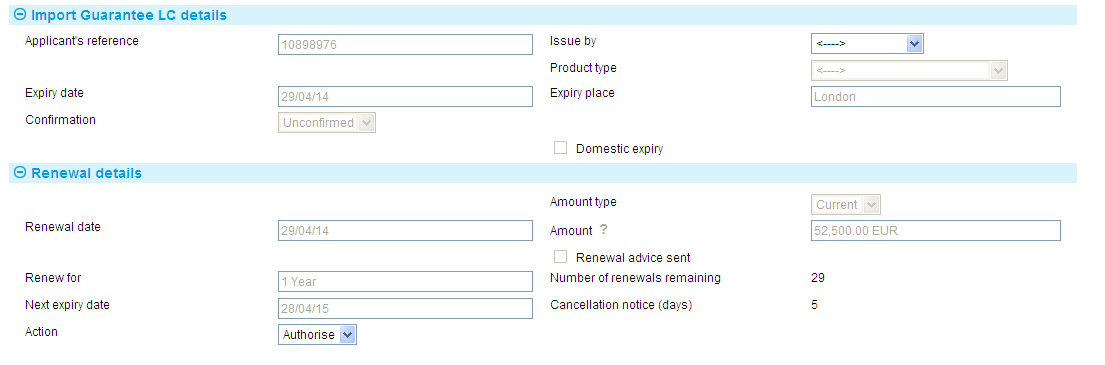 Import Guarantee LC details
Applicant's reference 10898976 Issue by <---->
Product type <---->
Expiry date 29/04/14 Expiry place London
Confirmation Unconfirmed
Domestic expiry
Renewal details
Amount type Current
Renewal date 29/04/14 Amount ? 52,500.00 EUR
Renewal advice sent
Renew for 1 Year Number of renewals remaining 29
Next expiry date 28/04/15 Cancellation notice (days) 5
Action Authorise